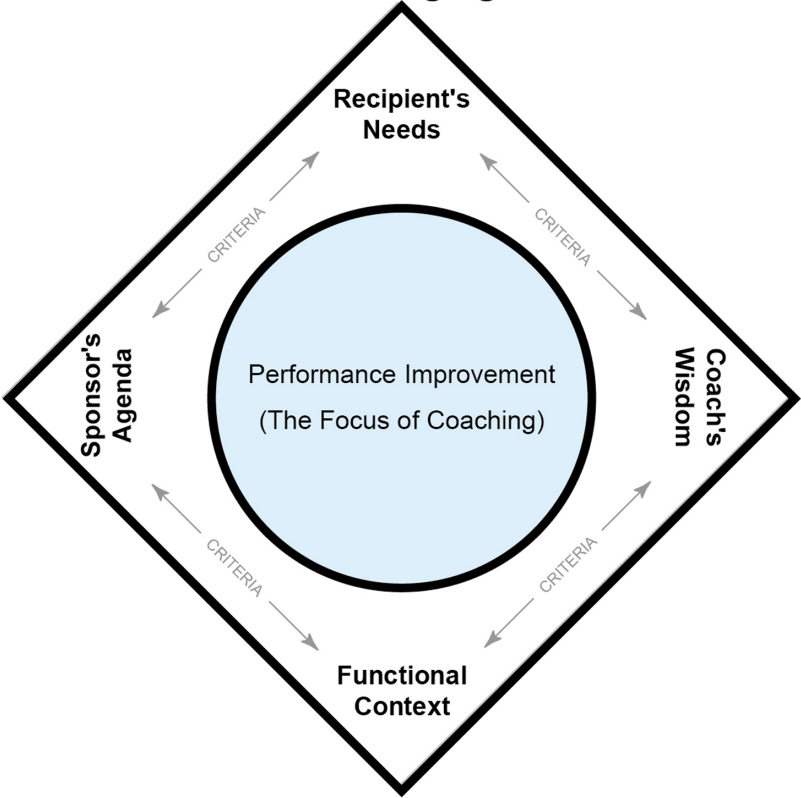 Recipient's
Needs
CRITERIA
CRITERIA
Sponsor's
Agenda
Performance Improvement
(The Focus of Coaching)
Coach's
Wisdom
CRITERIA
CRITERIA
Functional
Context